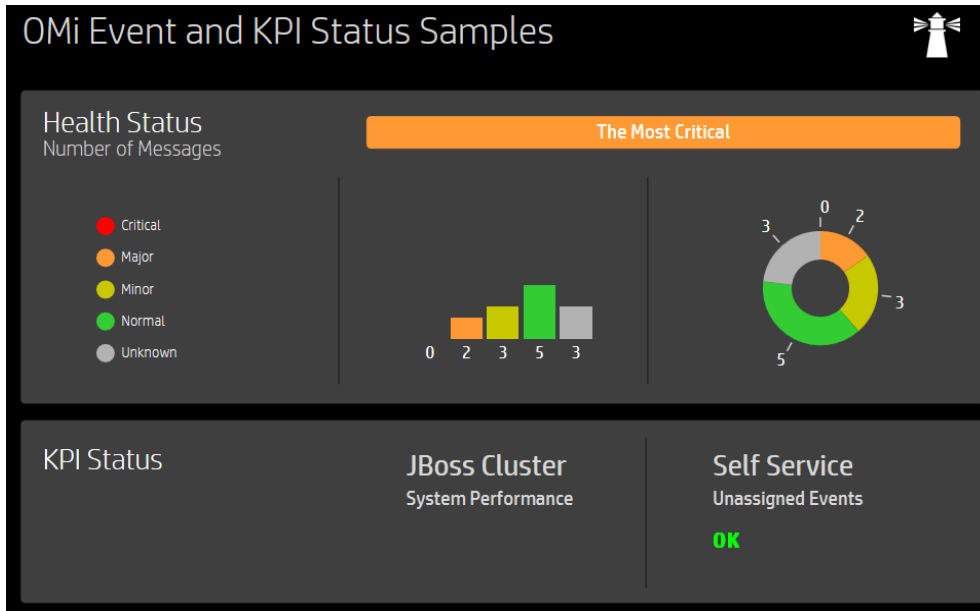 OMi Event and KPI Status Samples
Health Status
Number of Messages
The Most Critical
Critical
Major
Minor
Normal
Unknown
0 2 3 5 3
0
2
3
5
3
KPI Status
JBoss Cluster
System Performance
Self Service
Unassigned Events
OK